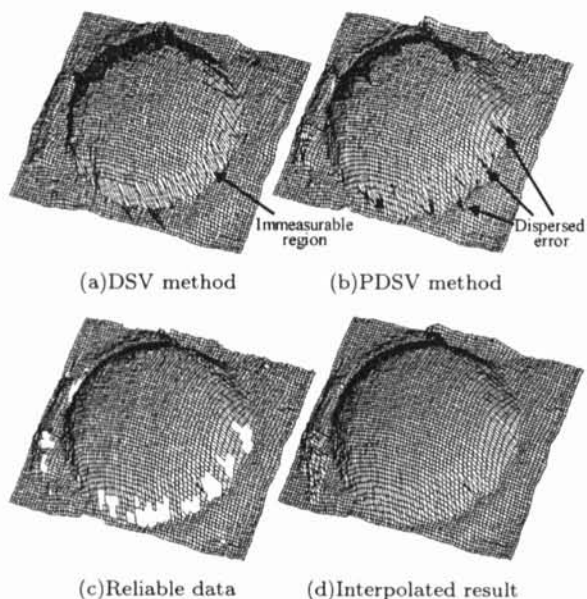 Immeasurable
region
Dispersed
error
(a)DSV method
(b)PDSV method
(c)Reliable data
(d)Interpolated result